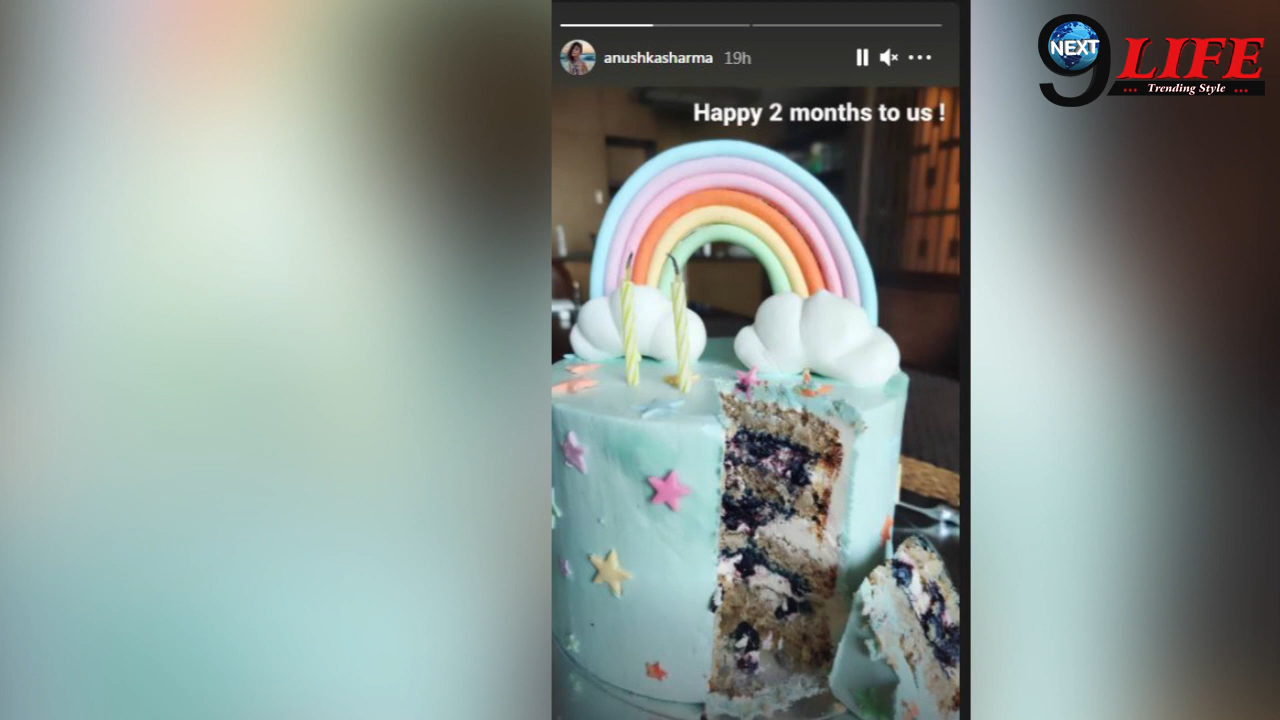 anushkasharma 19h
Happy 2 months to us !
NEXT
9 LIFE
... Trending Style ...